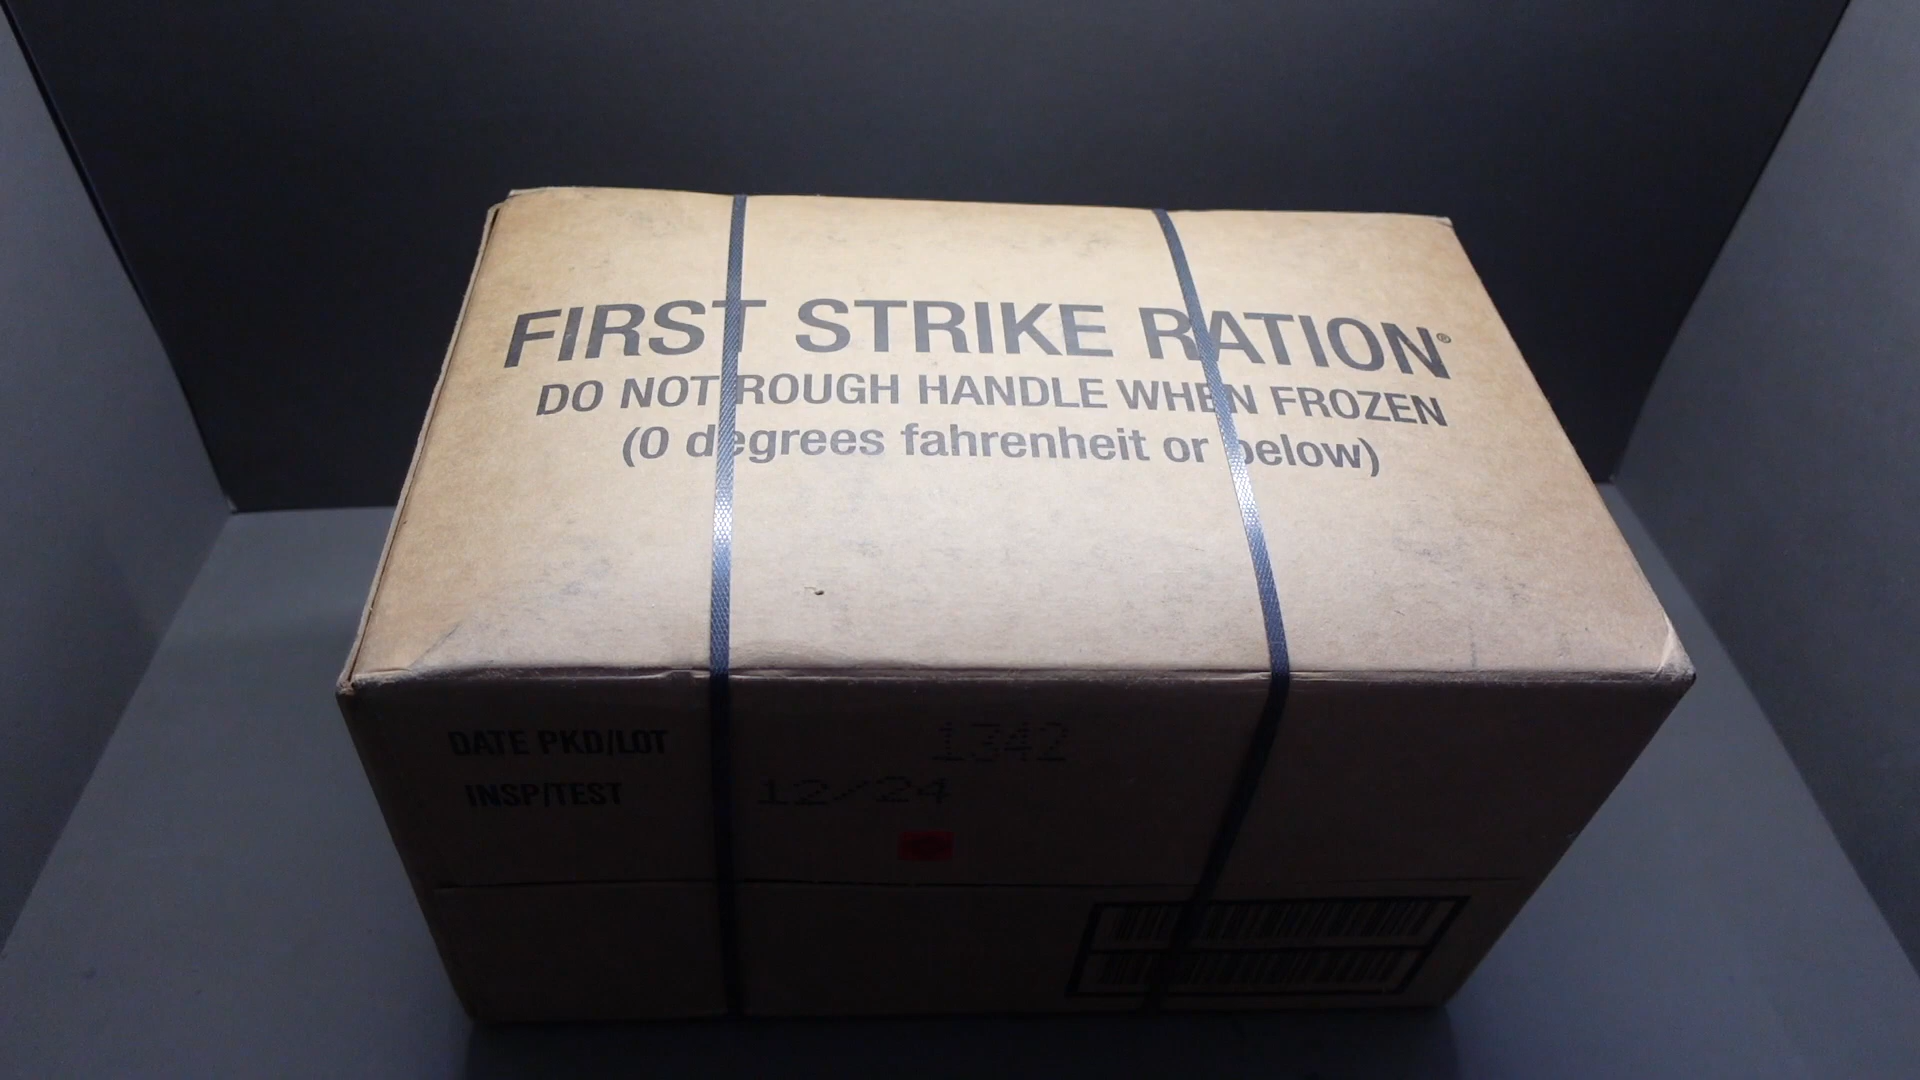 FIRST STRIKE RATION®
DO NOT ROUGH HANDLE WHEN FROZEN
(0 degrees fahrenheit or below)
DATE PKD/LOT 1342
INSP/TEST 12/24